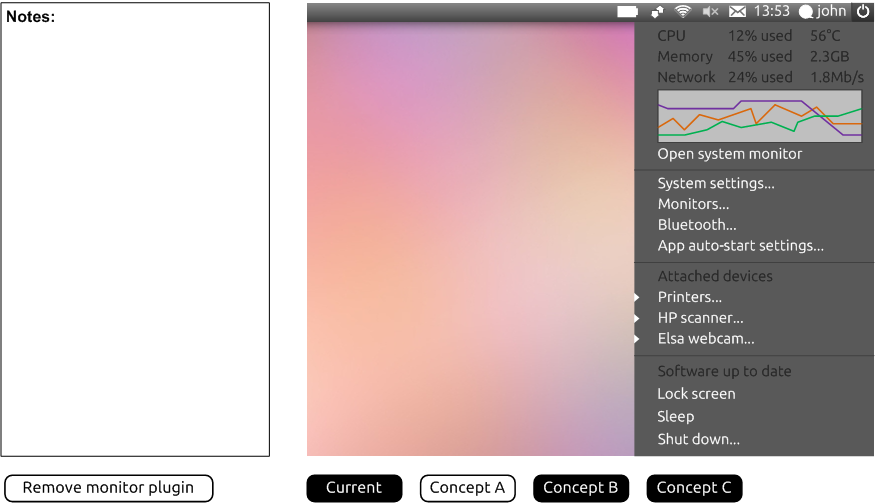 Notes:
13:53 john
CPU 12% used 56°C
Memory 45% used 2.3GB
Network 24% used 1.8Mb/s
Open system monitor
System settings...
Monitors...
Bluetooth...
App auto-start settings...
Attached devices
Printers...
HP scanner...
Elsa webcam...
Software up to date
Lock screen
Sleep
Shut down...
Remove monitor plugin Current Concept A Concept B Concept C